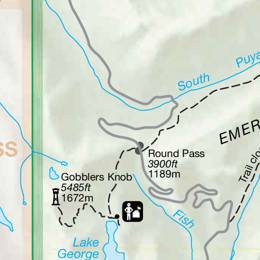 South
Puya
SS
EMER
Round Pass
3900ft
1189m
Gobblers Knob
5485ft
1672m
Trail clo
Fish
Lake
George